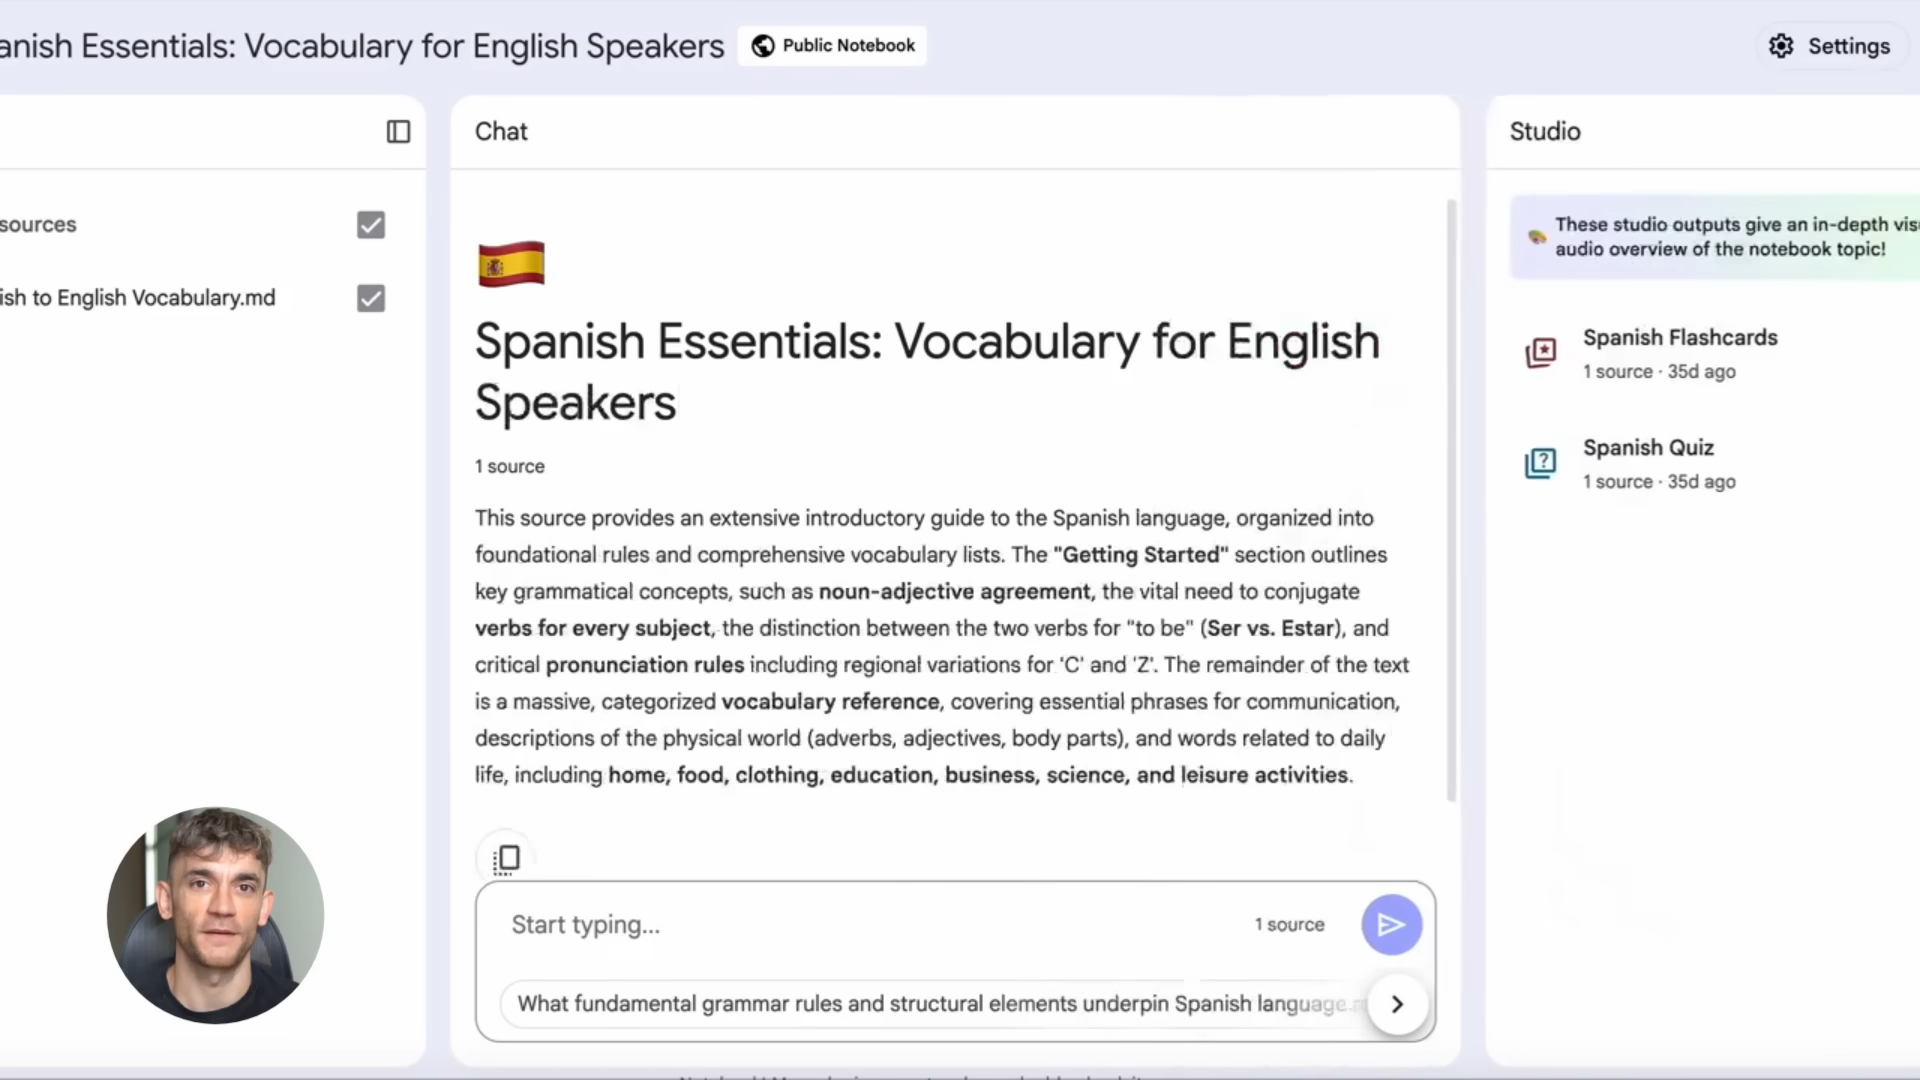 anish Essentials: Vocabulary for English Speakers
Public Notebook
Settings
sources
ish to English Vocabulary.md
Chat
Spanish Essentials: Vocabulary for English
Speakers
1 source
This source provides an extensive introductory guide to the Spanish language, organized into
foundational rules and comprehensive vocabulary lists. The "Getting Started" section outlines
key grammatical concepts, such as noun-adjective agreement, the vital need to conjugate
verbs for every subject, the distinction between the two verbs for "to be" (Ser vs. Estar), and
critical pronunciation rules including regional variations for 'C' and 'Z'. The remainder of the text
is a massive, categorized vocabulary reference, covering essential phrases for communication,
descriptions of the physical world (adverbs, adjectives, body parts), and words related to daily
life, including home, food, clothing, education, business, science, and leisure activities.
Start typing...
1 source
What fundamental grammar rules and structural elements underpin Spanish language
Studio
These studio outputs give an in-depth vis
audio overview of the notebook topic!
Spanish Flashcards
1 source · 35d ago
Spanish Quiz
1 source · 35d ago